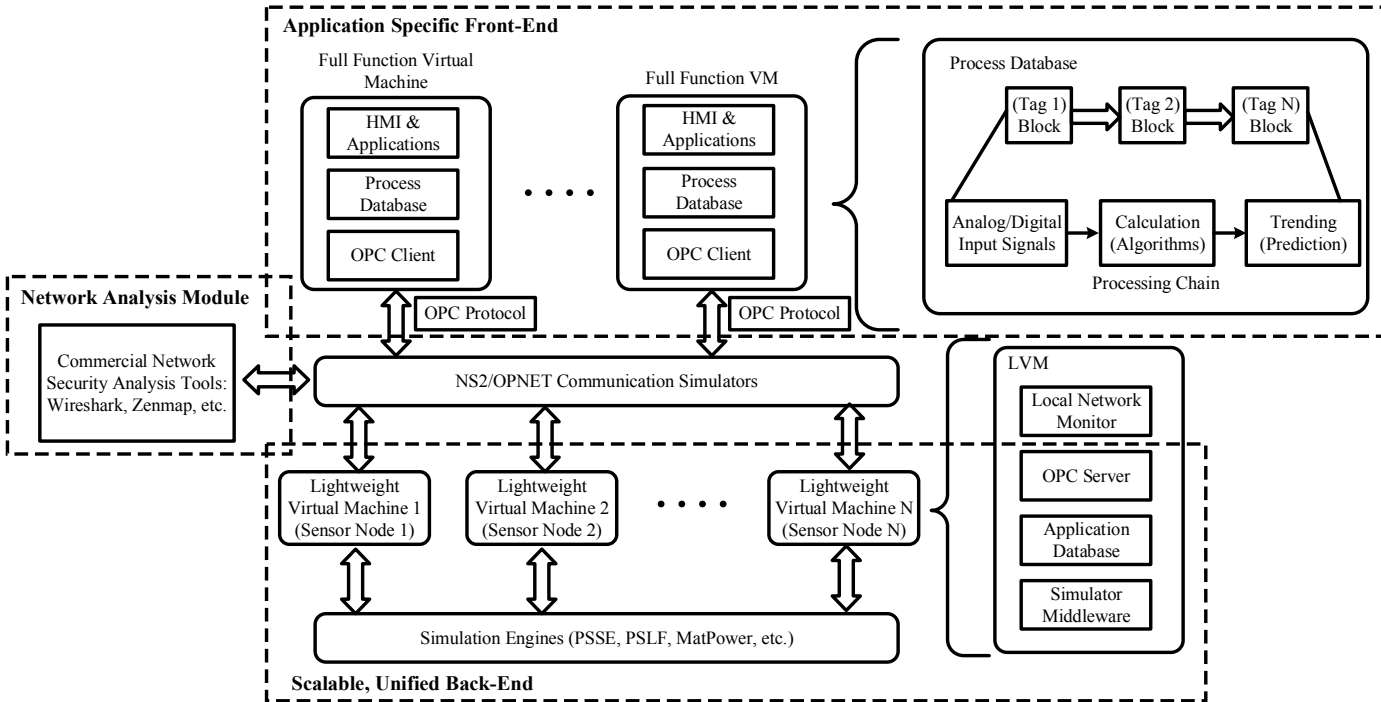 Application Specific Front-End
Full Function Virtual
Machine
HMI &
Applications
Process
Database
OPC Client
Full Function VM
HMI &
Applications
Process
Database
OPC Client
Process Database
(Tag 1)
Block
(Tag 2)
Block
(Tag N)
Block
Analog/Digital
Input Signals
Calculation
(Algorithms)
Trending
(Prediction)
Processing Chain
OPC Protocol
OPC Protocol
Network Analysis Module
Commercial Network
Security Analysis Tools:
Wireshark, Zenmap, etc.
NS2/OPNET Communication Simulators
Lightweight
Virtual Machine 1
(Sensor Node 1)
Lightweight
Virtual Machine 2
(Sensor Node 2)
Lightweight
Virtual Machine N
(Sensor Node N)
LVM
Local Network
Monitor
OPC Server
Application
Database
Simulator
Middleware
Simulation Engines (PSSE, PSLF, MatPower, etc.)
Scalable, Unified Back-End